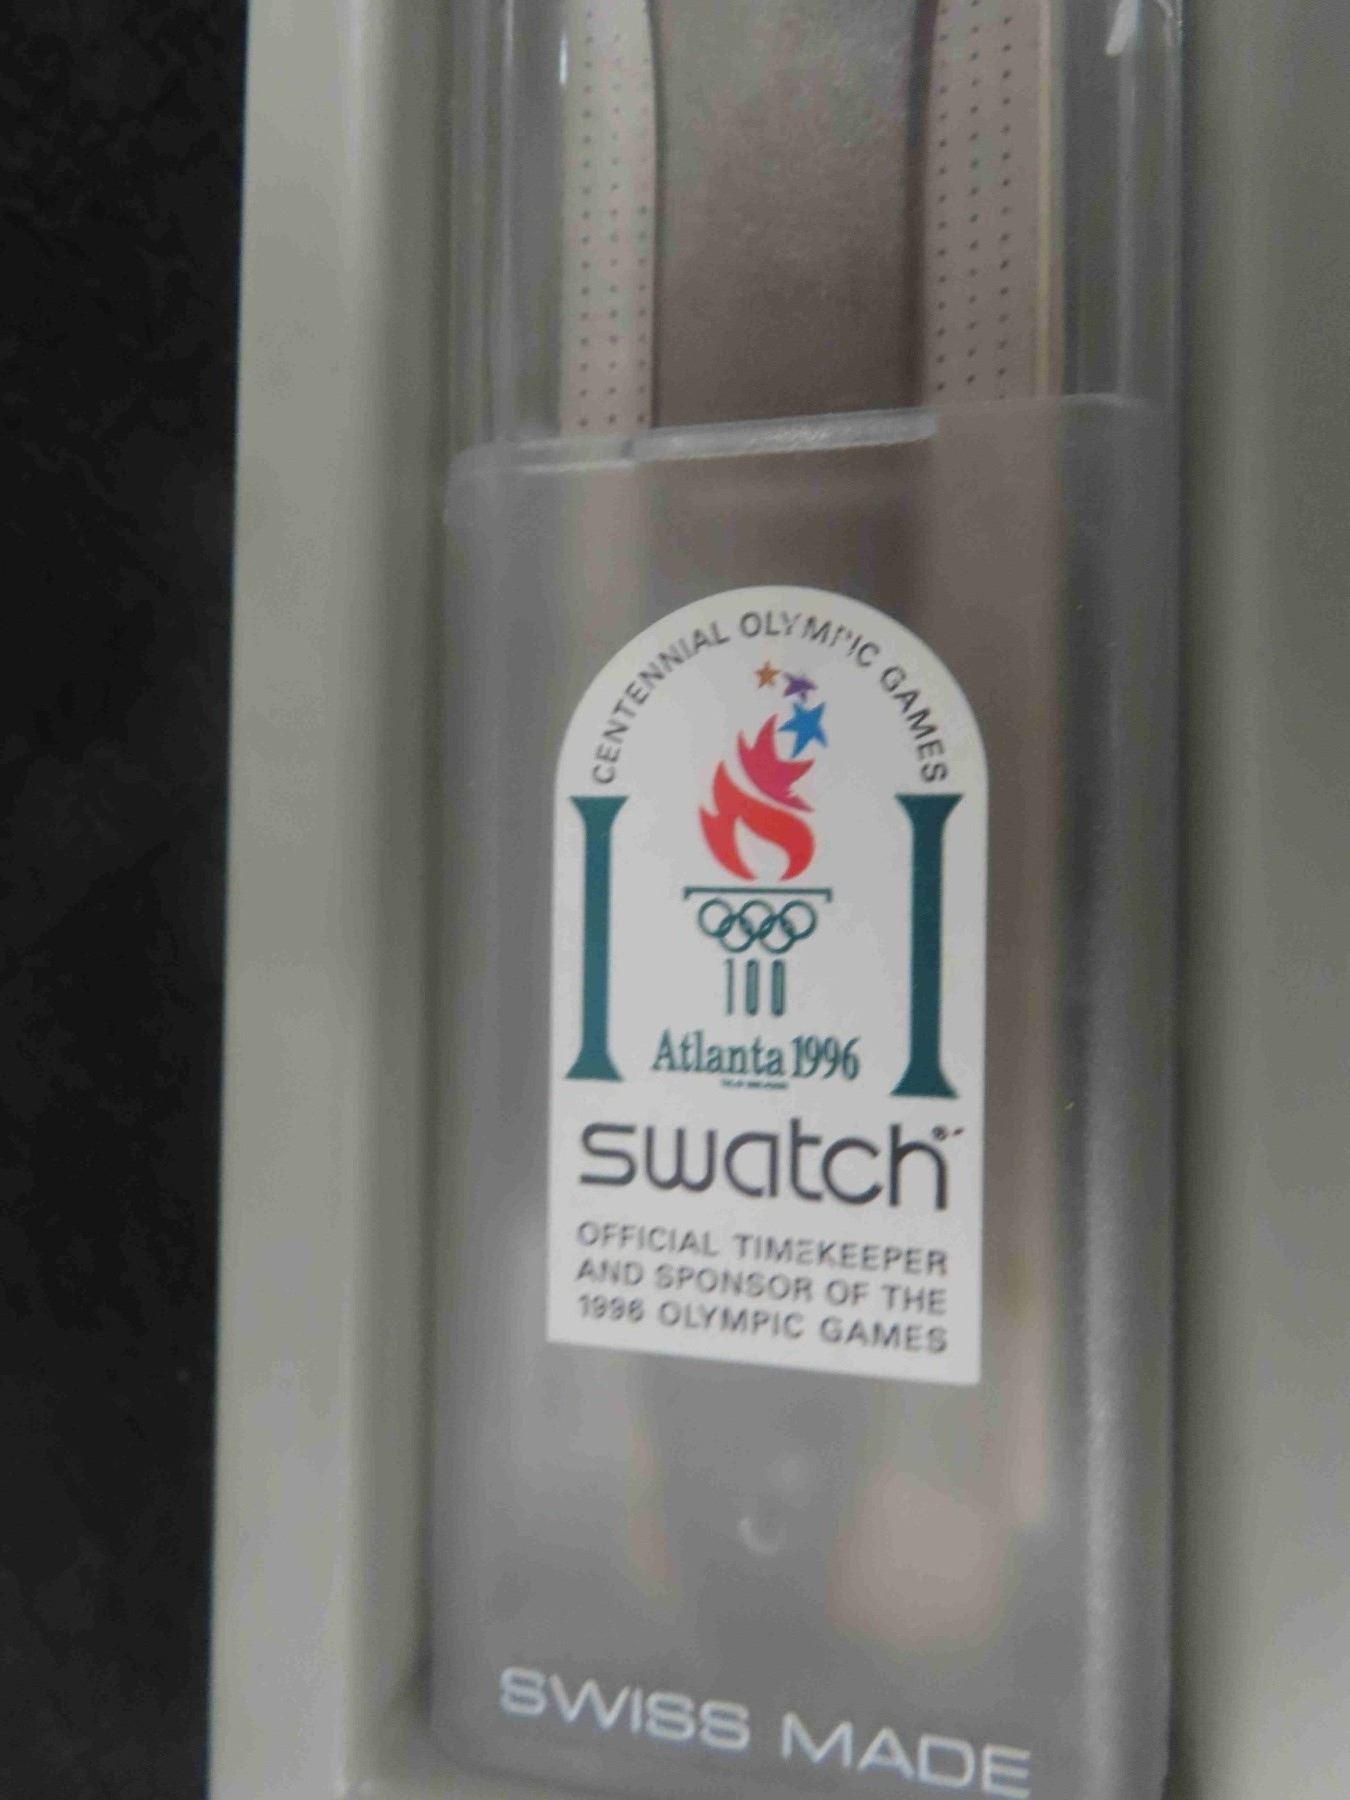 CENTENNIAL OLYMPIC GAMES
100
Atlanta 1996
swatch
OFFICIAL TIMEKEEPER
AND SPONSOR OF THE
1996 OLYMPIC GAMES
SWISS MADE